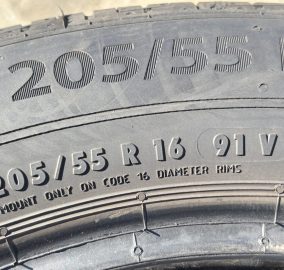 205/55
205/55 R 16 91 V
MOUNT ONLY ON CODE 16 DIAMETER RIMS